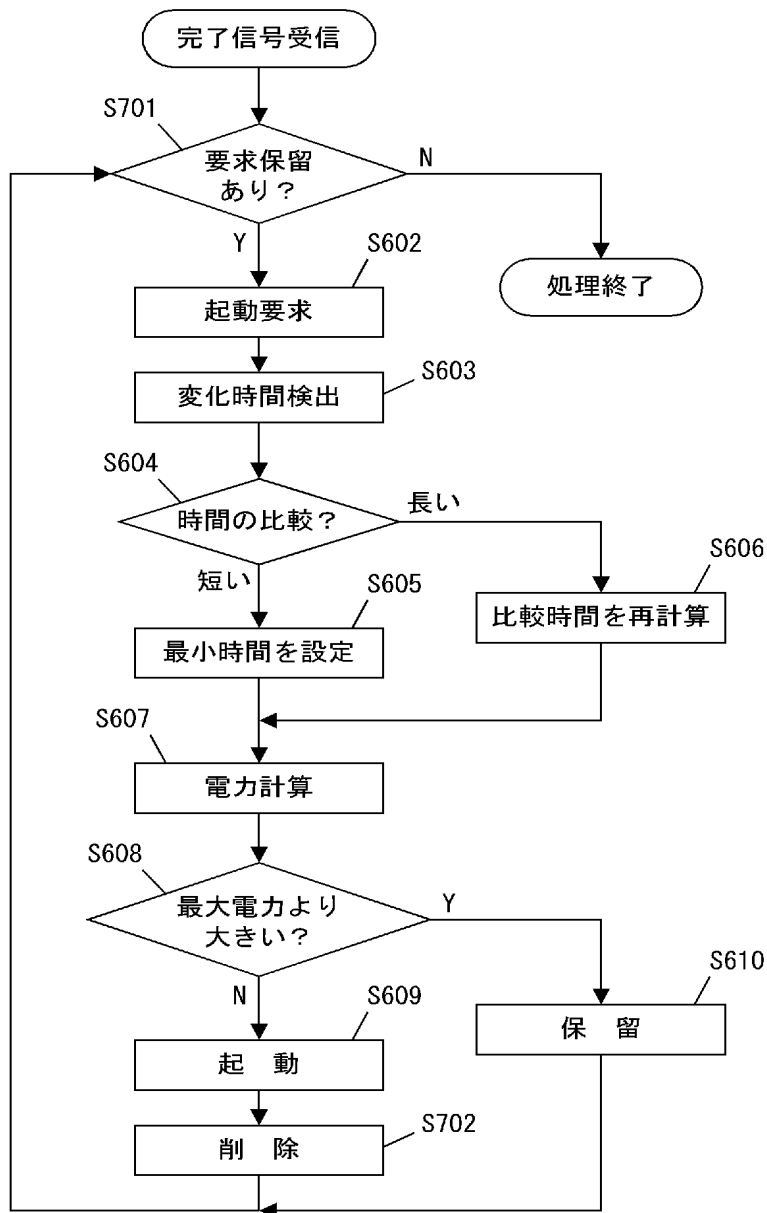 完了信号受信
S701
要求保留
あり？
N
Y
S602
起動要求
処理終了
S603
変化時間検出
S604
時間の比較？
長い
短い
S605
S606
最小時間を設定
比較時間を再計算
S607
電力計算
S608
最大電力より
大きい？
Y
N
S609
S610
起　動
保　留
S702
削　除